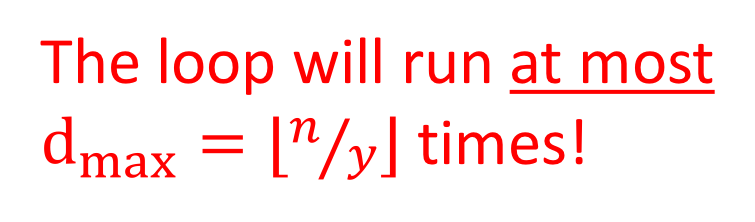 The loop will run at most
dmax = ⌊n/y⌋ times!